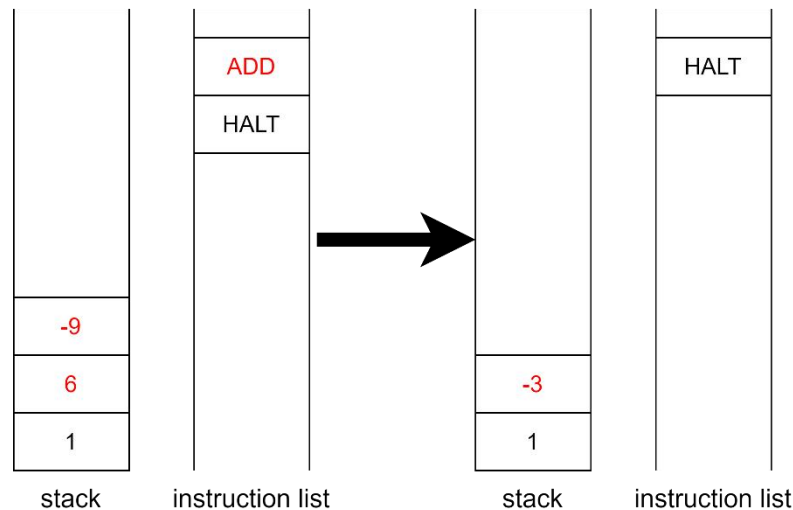 ADD
HALT
-9
6
1
stack
instruction list
HALT
-3
1
stack
instruction list